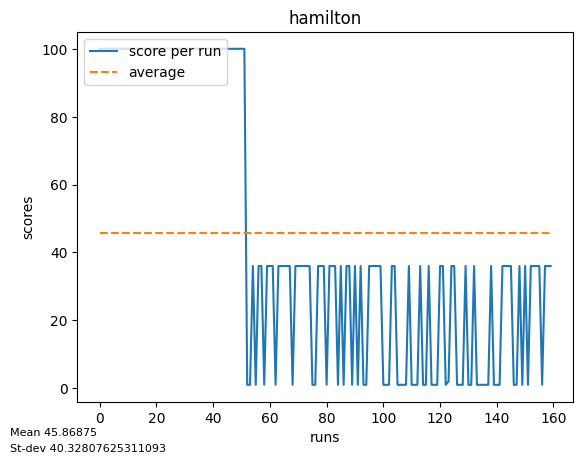 hamilton
score per run
average
scores
100
80
60
40
20
0
0 20 40 60 80 100 120 140 160
runs
Mean 45.86875
St-dev 40.32807625311093